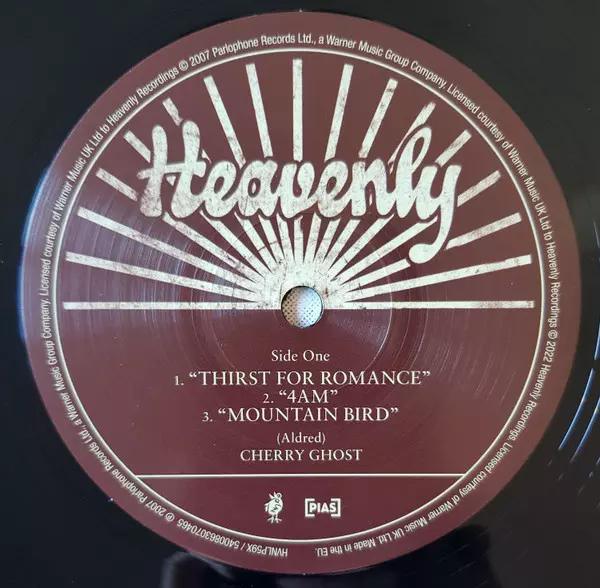 Heavenly
Side One
1. “THIRST FOR ROMANCE”
2. “4AM”
3. “MOUNTAIN BIRD”
(Aldred)
CHERRY GHOST
[PIAS]
HVNLP59X / 5400863070465 ℗ 2007 Parlophone Records Ltd., a Warner Music Group Company. Licensed courtesy of Warner Music UK Ltd to Heavenly Recordings © 2007 Parlophone Records Ltd., a Warner Music Group Company. Licensed courtesy of Warner Music UK Ltd to Heavenly Recordings © 2022 Heavenly Recordings. Licensed courtesy of Warner Music UK Ltd. Made in the EU.